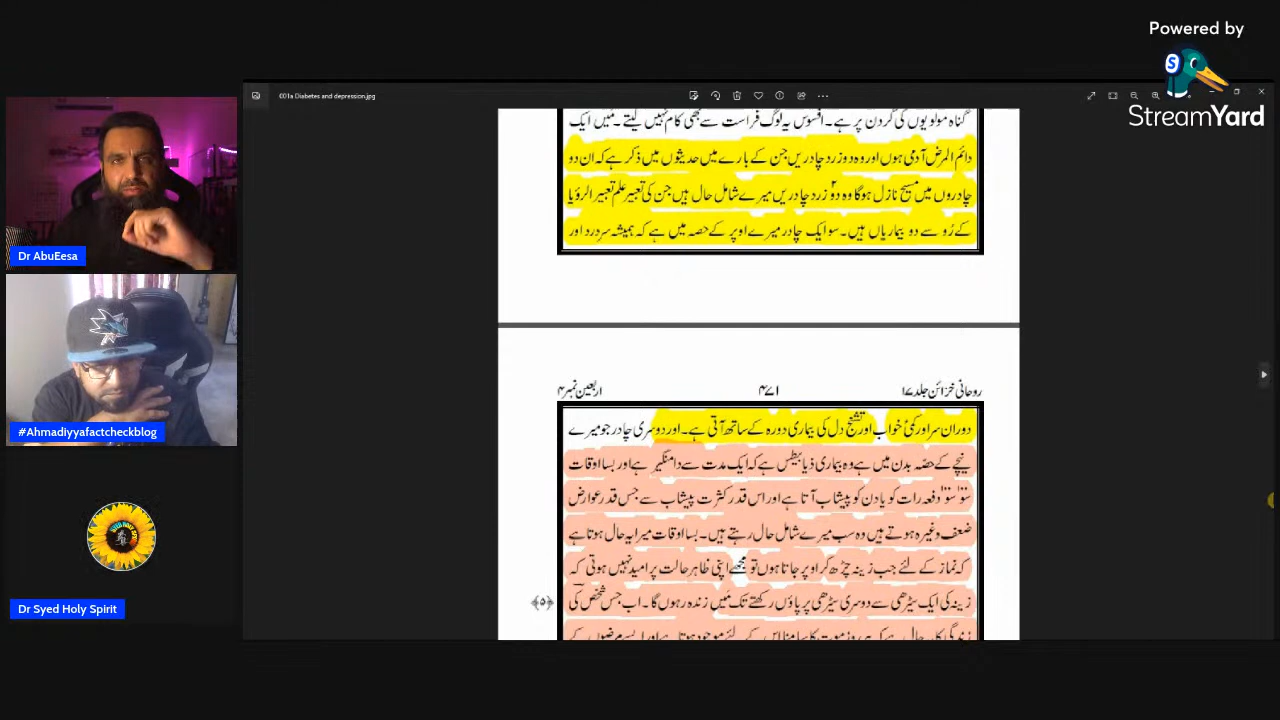 Powered by
StreamYard
001a Diabetes and depression.jpg
گناہ مولویوں کی گردن پر ہے۔ افسوس یہ لوگ فراست سے بھی کام نہیں لیتے۔ مَیں ایک
دائم المرض آدمی ہوں اور وہ دو زرد چادریں جن کے بارے میں حدیثوں میں ذکر ہے کہ ان دو
چادروں میں مسیح نازل ہوگا وہ دو زرد چادریں میرے شامل حال ہیں جن کی تعبیر علم تعبیر الرؤیا
کے رُو سے دو بیماریاں ہیں۔ سو ایک چادر میرے اوپر کے حصہ میں ہے کہ ہمیشہ سر درد اور
روحانی خزائن جلد ۱۷
۴۷۱
اربعین نمبر ۴
دوران سر اور کمیٔ خواب اور تشنج دل کی بیماری دورہ کے ساتھ آتی ہے۔ اور دوسری چادر جو میرے
نیچے کے حصہ بدن میں ہے وہ بیماری ذیابیطس ہے کہ ایک مدت سے دامنگیر ہے اور بسا اوقات
سَو سَو دفعہ رات کو یا دن کو پیشاب آتا ہے اور اس قدر کثرت پیشاب سے جس قدر عوارض
ضعف وغیرہ ہوتے ہیں وہ سب میرے شامل حال رہتے ہیں۔ بسا اوقات میرا یہ حال ہوتا ہے
کہ نماز کے لئے جب زینہ چڑھ کر اوپر جاتا ہوں تو مجھے اپنی ظاہر حالت پر امید نہیں ہوتی کہ
زینہ کی ایک سیڑھی سے دوسری سیڑھی پر پاؤں رکھنے تک مَیں زندہ رہوں گا۔ اب جس شخص کی
﴿۵﴾
Dr AbuEesa
#Ahmadiyyafactcheckblog
Dr Syed Holy Spirit